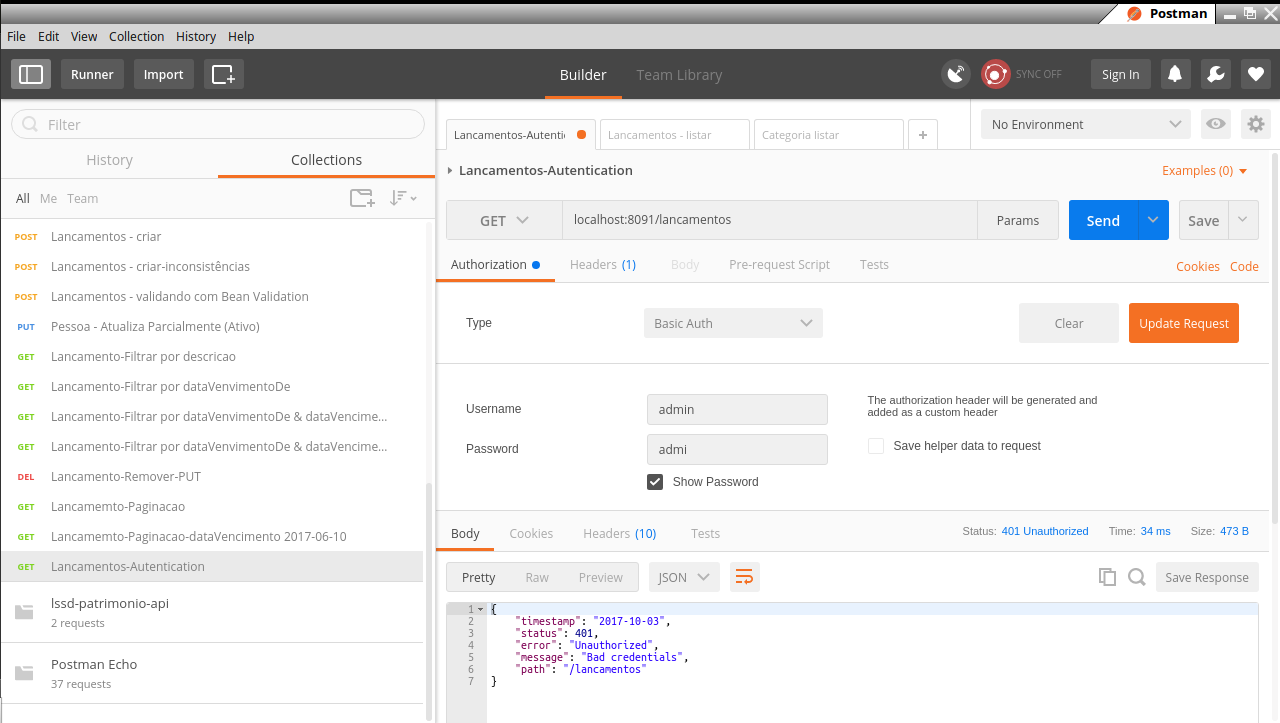 Postman
File Edit View Collection History Help
Runner Import Builder Team Library SYNC OFF Sign In
Filter
History Collections
All Me Team
POST Lancamentos - criar
POST Lancamentos - criar-inconsistências
POST Lancamentos - validando com Bean Validation
PUT Pessoa - Atualiza Parcialmente (Ativo)
GET Lancamento-Filtrar por descricao
GET Lancamento-Filtrar por dataVenvimentoDe
GET Lancamento-Filtrar por dataVenvimentoDe & dataVencime...
GET Lancamento-Filtrar por dataVenvimentoDe & dataVencime...
DEL Lancamento-Remover-PUT
GET Lancamemto-Paginacao
GET Lancamemto-Paginacao-dataVencimento 2017-06-10
GET Lancamentos-Autentication
lssd-patrimonio-api
2 requests
Postman Echo
37 requests
Lancamentos-Autenti Lancamentos - listar Categoria listar + No Environment
Lancamentos-Autentication Examples (0)
GET localhost:8091/lancamentos Params Send Save
Authorization Headers (1) Body Pre-request Script Tests Cookies Code
Type Basic Auth Clear Update Request
Username admin
The authorization header will be generated and
added as a custom header
Password admi Save helper data to request
Show Password
Body Cookies Headers (10) Tests Status: 401 Unauthorized Time: 34 ms Size: 473 B
Pretty Raw Preview JSON Save Response
1 {
2 "timestamp": "2017-10-03",
3 "status": 401,
4 "error": "Unauthorized",
5 "message": "Bad credentials",
6 "path": "/lancamentos"
7 }